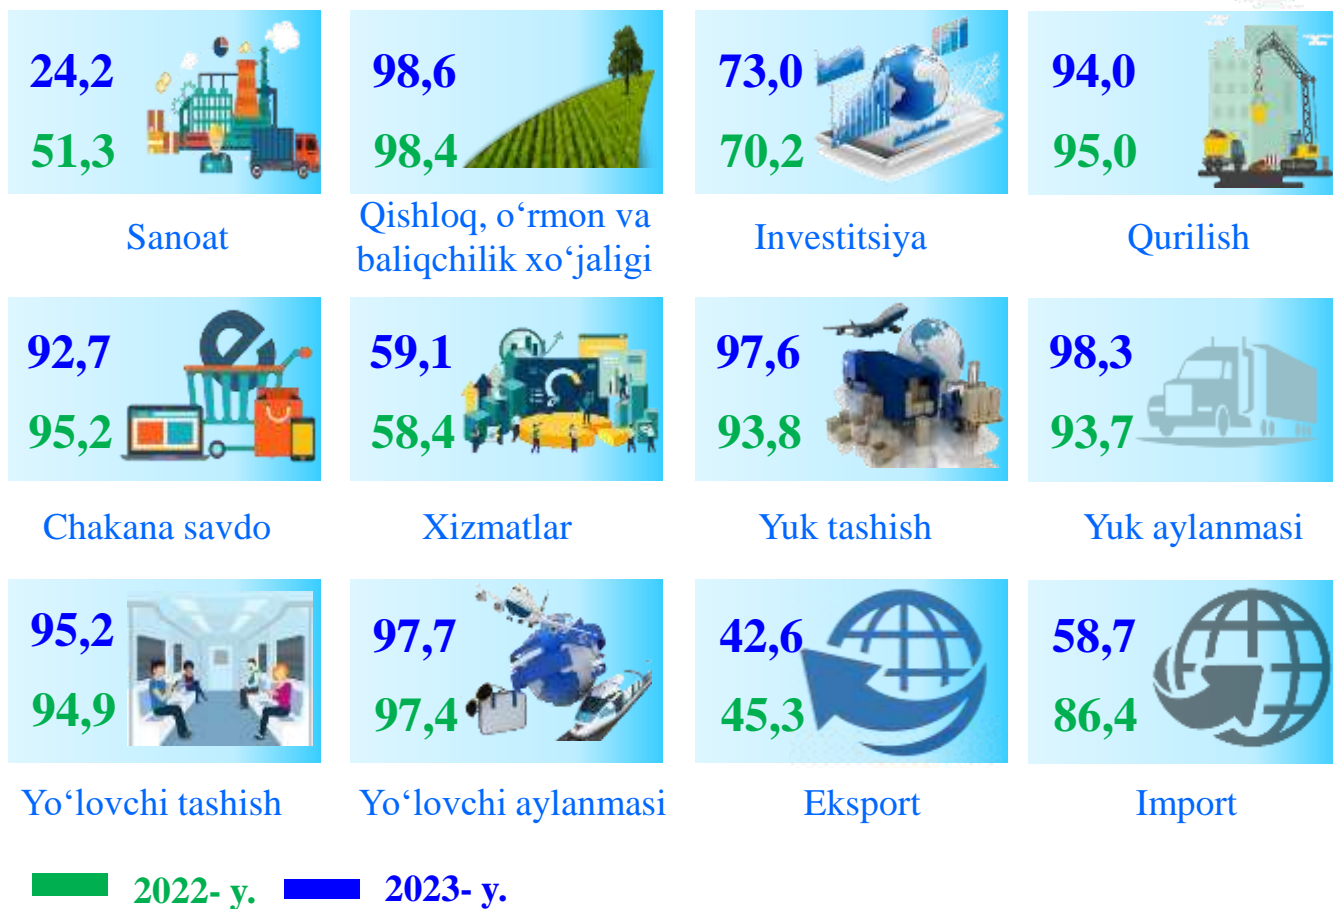 24,2
51,3
Sanoat
98,6
98,4
Qishloq, o‘rmon va
baliqchilik xo‘jaligi
73,0
70,2
Investitsiya
94,0
95,0
Qurilish
92,7
95,2
Chakana savdo
59,1
58,4
Xizmatlar
97,6
93,8
Yuk tashish
98,3
93,7
Yuk aylanmasi
95,2
94,9
Yo‘lovchi tashish
97,7
97,4
Yo‘lovchi aylanmasi
42,6
45,3
Eksport
58,7
86,4
Import
2022- y.
2023- y.